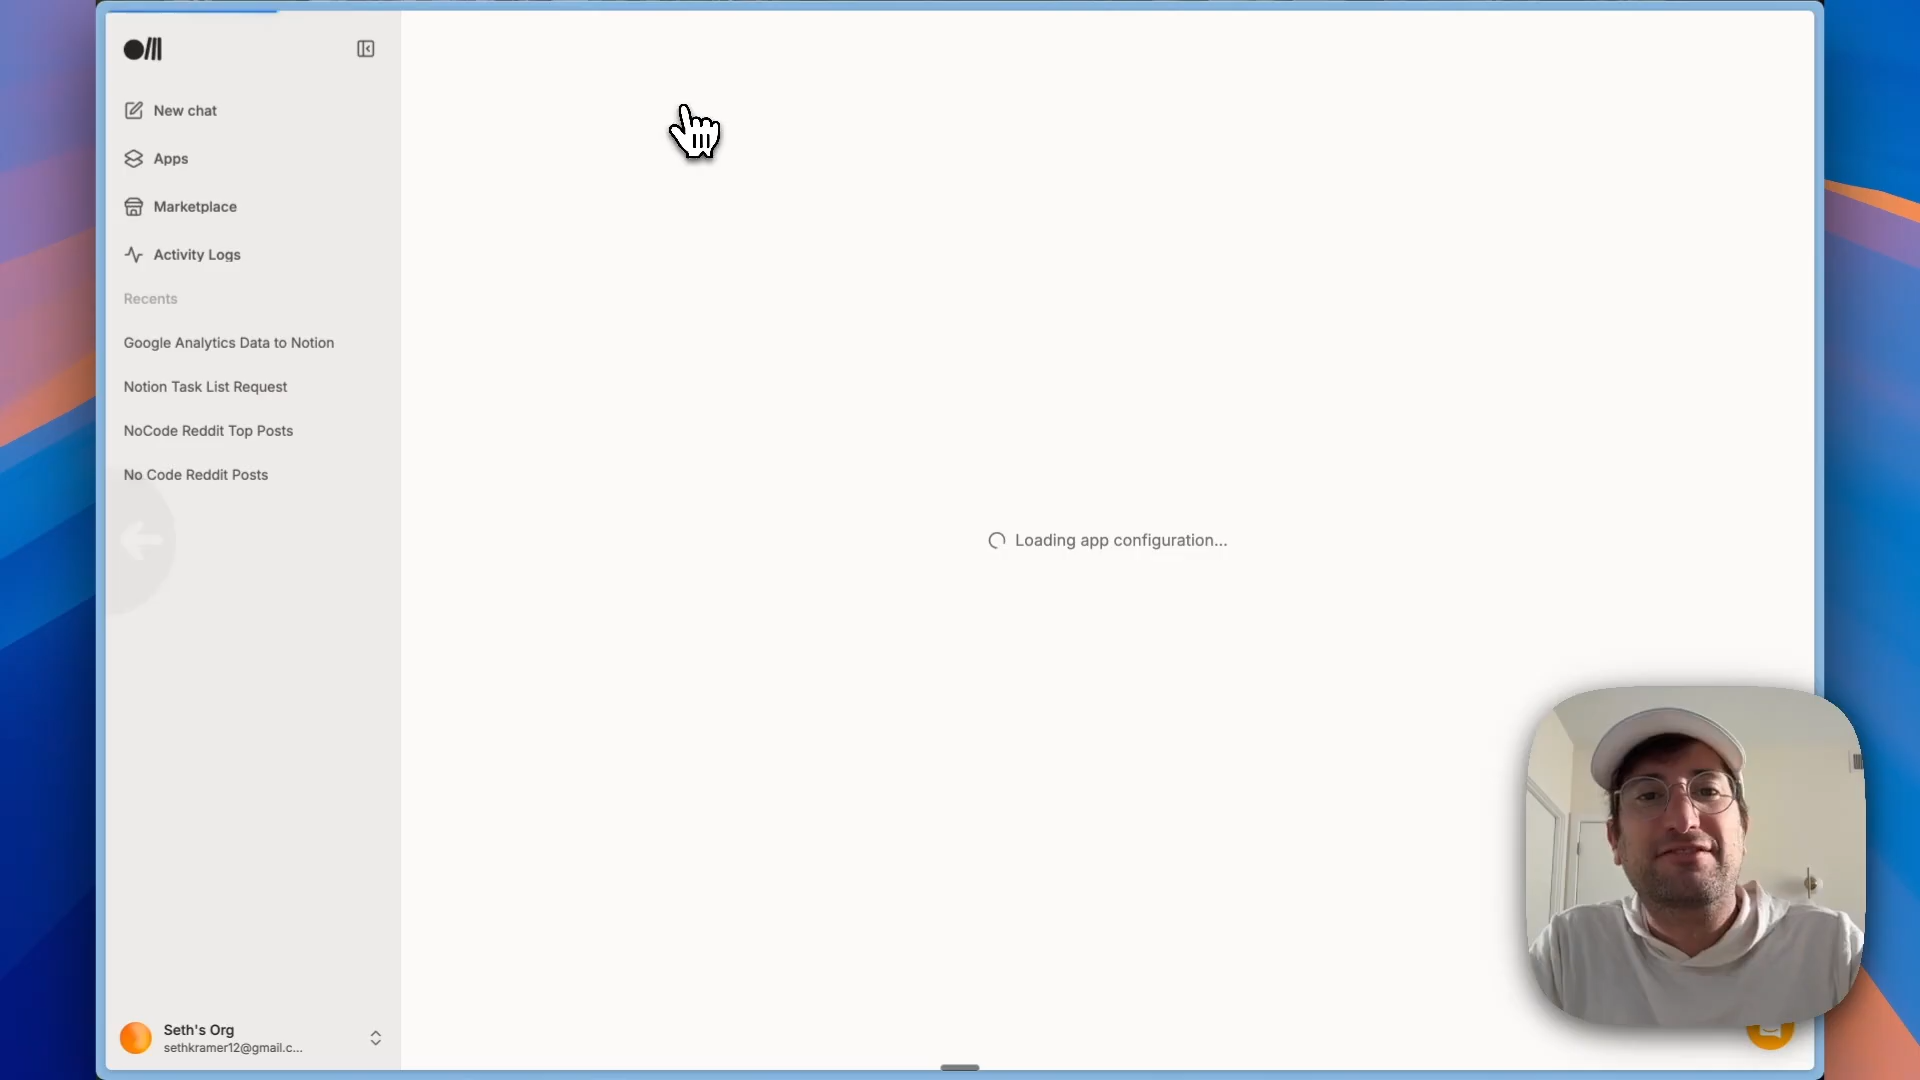 New chat
Apps
Marketplace
Activity Logs
Recents
Google Analytics Data to Notion
Notion Task List Request
NoCode Reddit Top Posts
No Code Reddit Posts
Loading app configuration...
Seth's Org
sethkramer12@gmail.c...